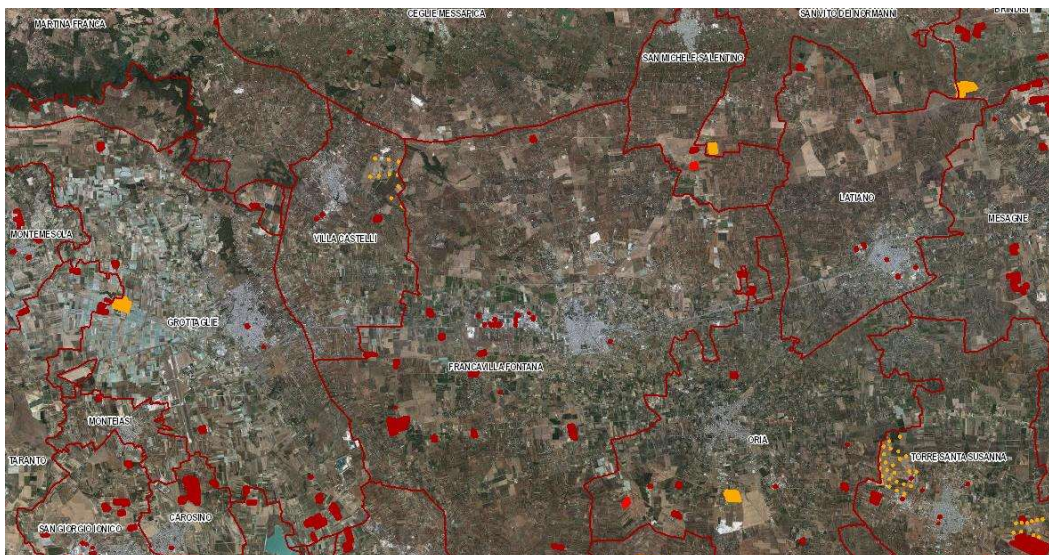 MARTINA FRANCA
CEGLIE MESSAPICA
SAN VITO DEI NORMANNI
BRINDISI
SAN MICHELE SALENTINO
LATIANO
MESAGNE
MONTEMESOLA
VILLA CASTELLI
GROTTAGLIE
FRANCAVILLA FONTANA
MONTEIASI
ORIA
TARANTO
TORRE SANTA SUSANNA
SAN GIORGIO IONICO
CAROSINO